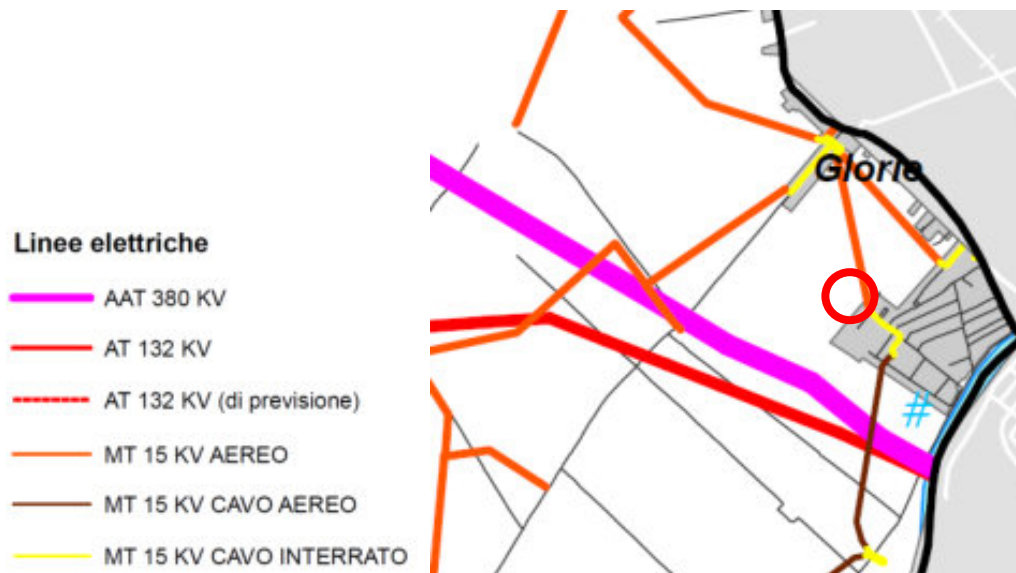 Glorie
Linee elettriche
AAT 380 KV
AT 132 KV
AT 132 KV (di previsione)
MT 15 KV AEREO
MT 15 KV CAVO AEREO
MT 15 KV CAVO INTERRATO
#